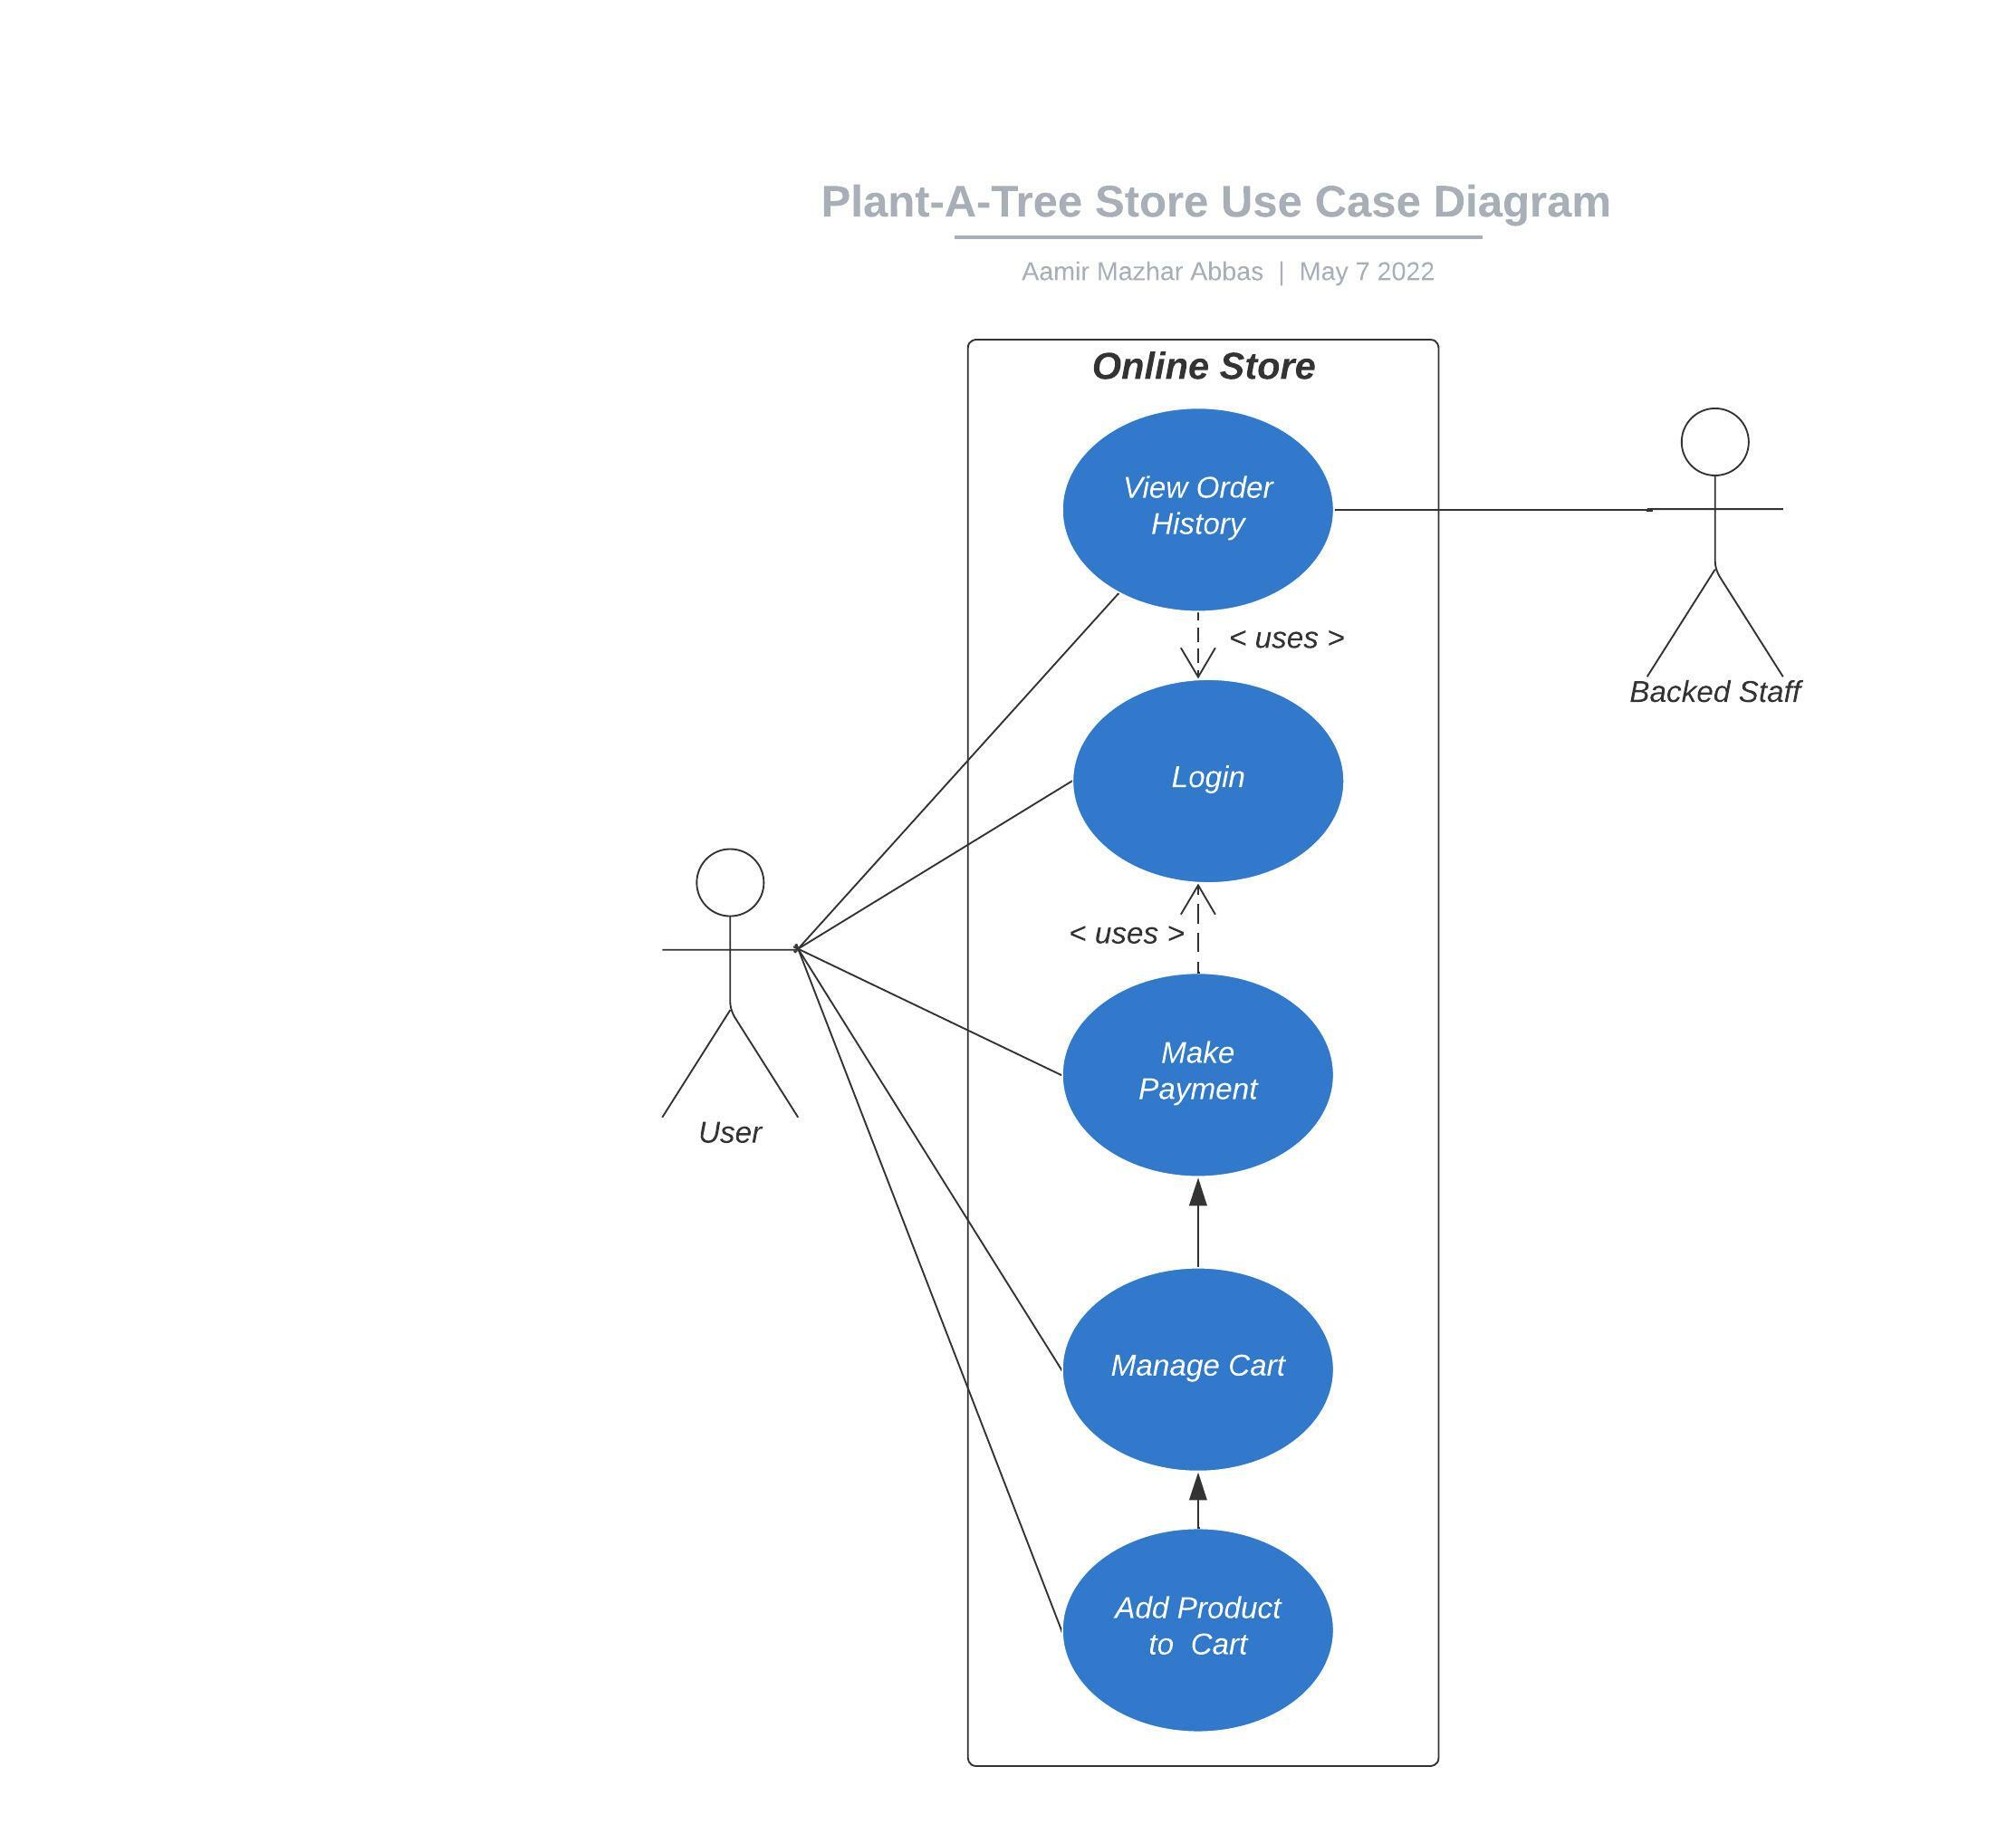 Plant-A-Tree Store Use Case Diagram
Aamir Mazhar Abbas | May 7 2022
Online Store
View Order
History
< uses >
Backed Staff
Login
< uses >
Make
Payment
User
Manage Cart
Add Product
to Cart